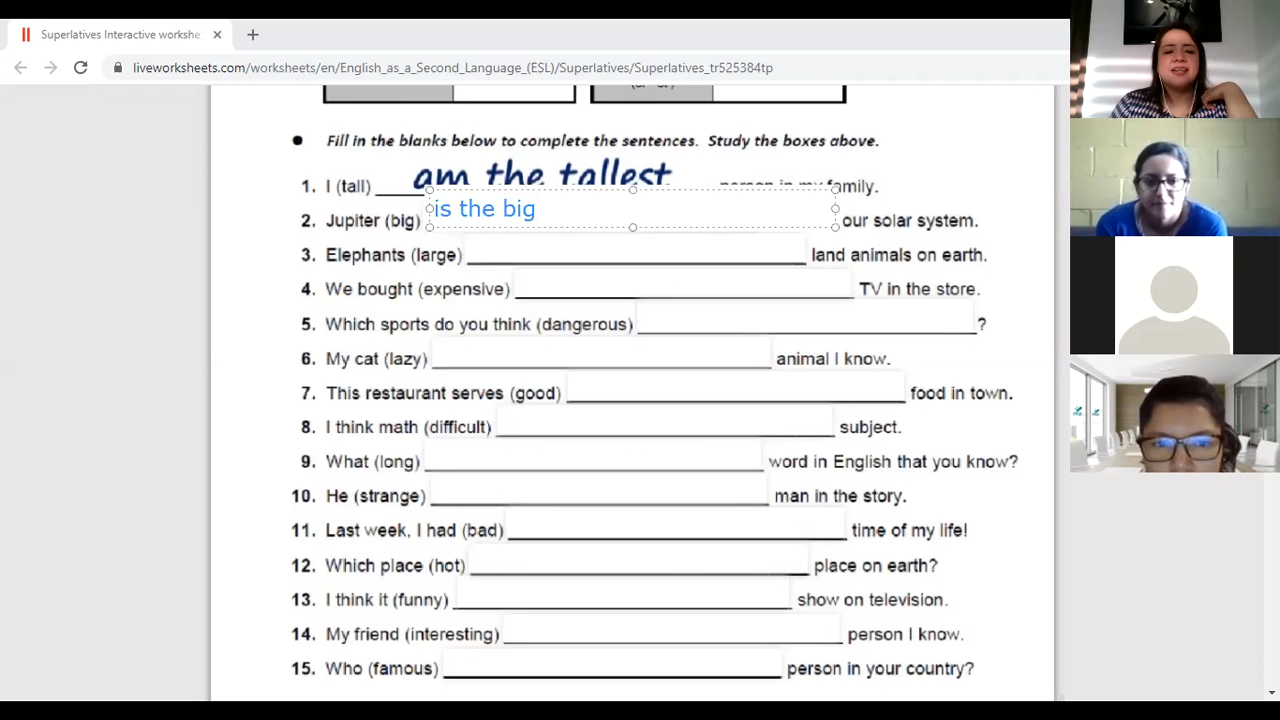 Superlatives Interactive workshe
liveworksheets.com/worksheets/en/English_as_a_Second_Language_(ESL)/Superlatives/Superlatives_tr525384tp
Fill in the blanks below to complete the sentences. Study the boxes above.
1. I (tall) am the tallest person in my family.
2. Jupiter (big) is the big our solar system.
3. Elephants (large) land animals on earth.
4. We bought (expensive) TV in the store.
5. Which sports do you think (dangerous) ?
6. My cat (lazy) animal I know.
7. This restaurant serves (good) food in town.
8. I think math (difficult) subject.
9. What (long) word in English that you know?
10. He (strange) man in the story.
11. Last week, I had (bad) time of my life!
12. Which place (hot) place on earth?
13. I think it (funny) show on television.
14. My friend (interesting) person I know.
15. Who (famous) person in your country?